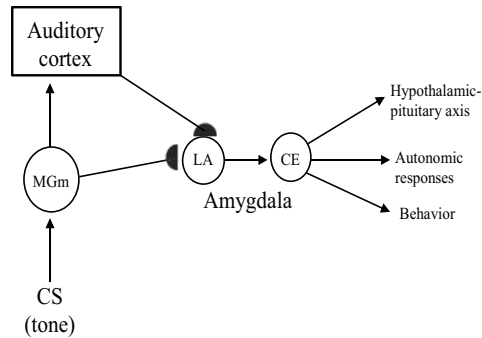 Auditory
cortex
Hypothalamic-
pituitary axis
LA
CE
Autonomic
responses
MGm
Amygdala
Behavior
CS
(tone)